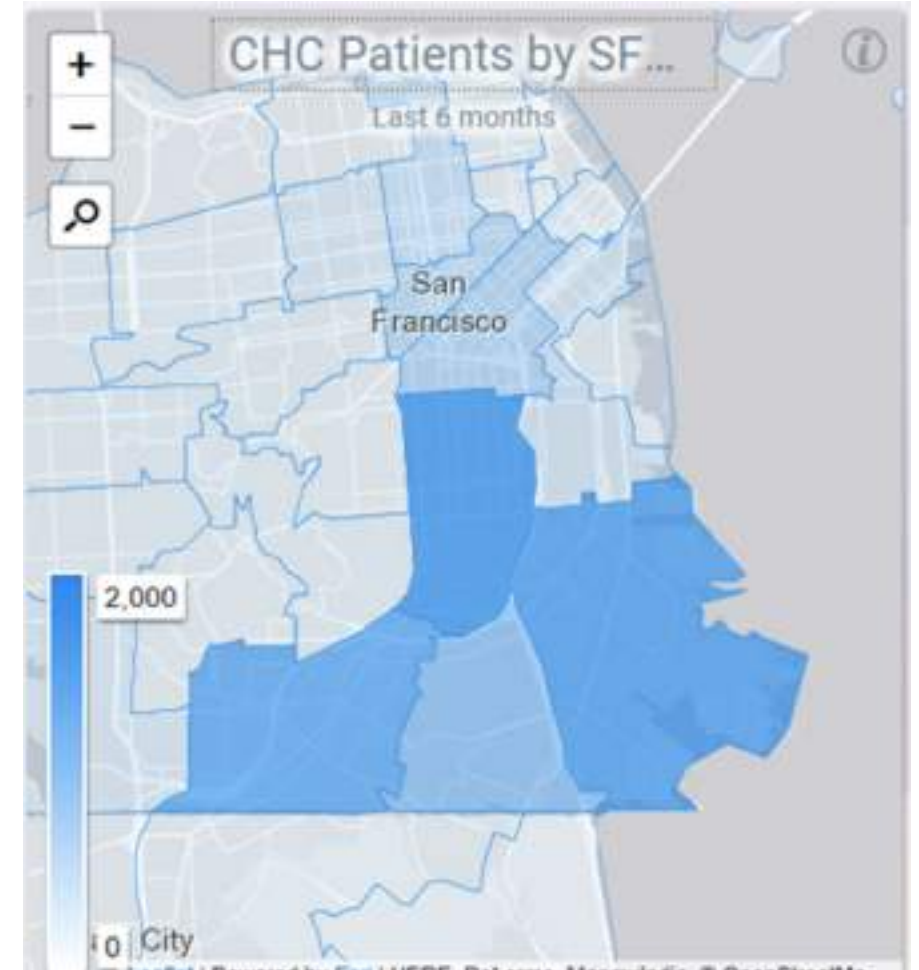 CHC Patients by SF...
Last 6 months
+
−
i
San
Francisco
2,000
0
City